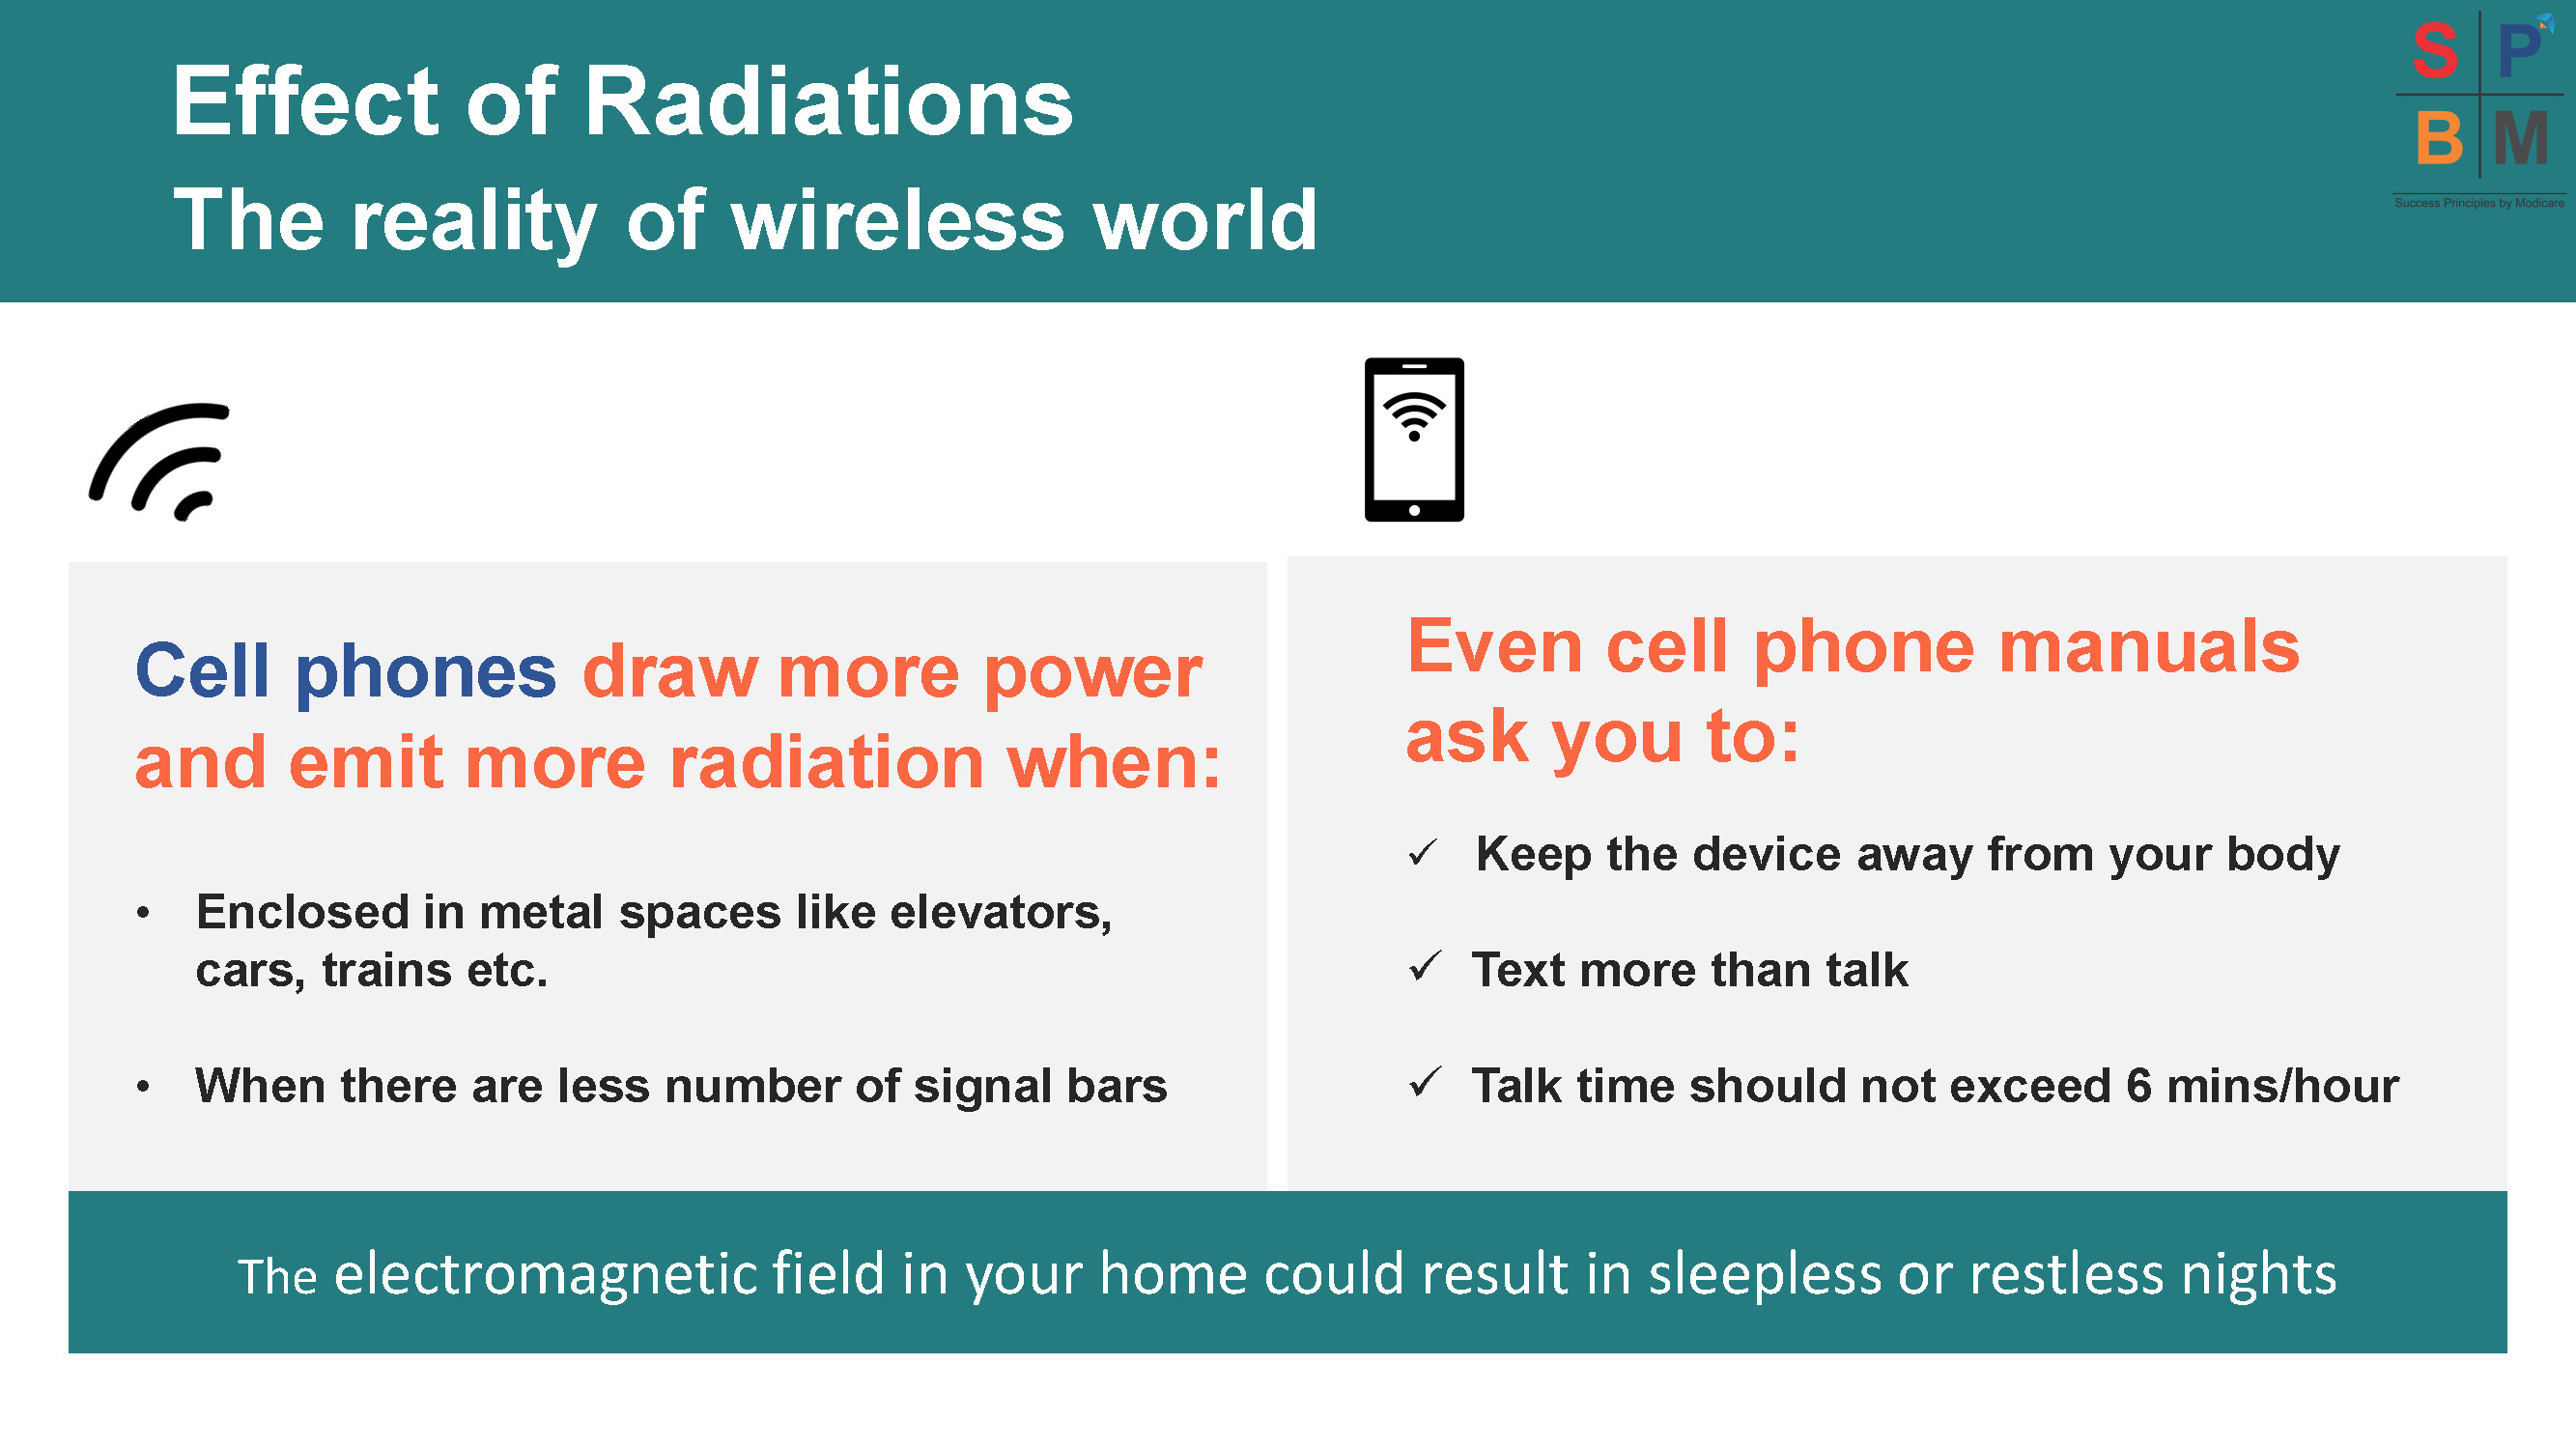 Effect of Radiations
The reality of wireless world
S P
B M
Success Principles by Modicare
Cell phones draw more power
and emit more radiation when:
• Enclosed in metal spaces like elevators,
cars, trains etc.
• When there are less number of signal bars
Even cell phone manuals
ask you to:
✓ Keep the device away from your body
✓ Text more than talk
✓ Talk time should not exceed 6 mins/hour
The electromagnetic field in your home could result in sleepless or restless nights